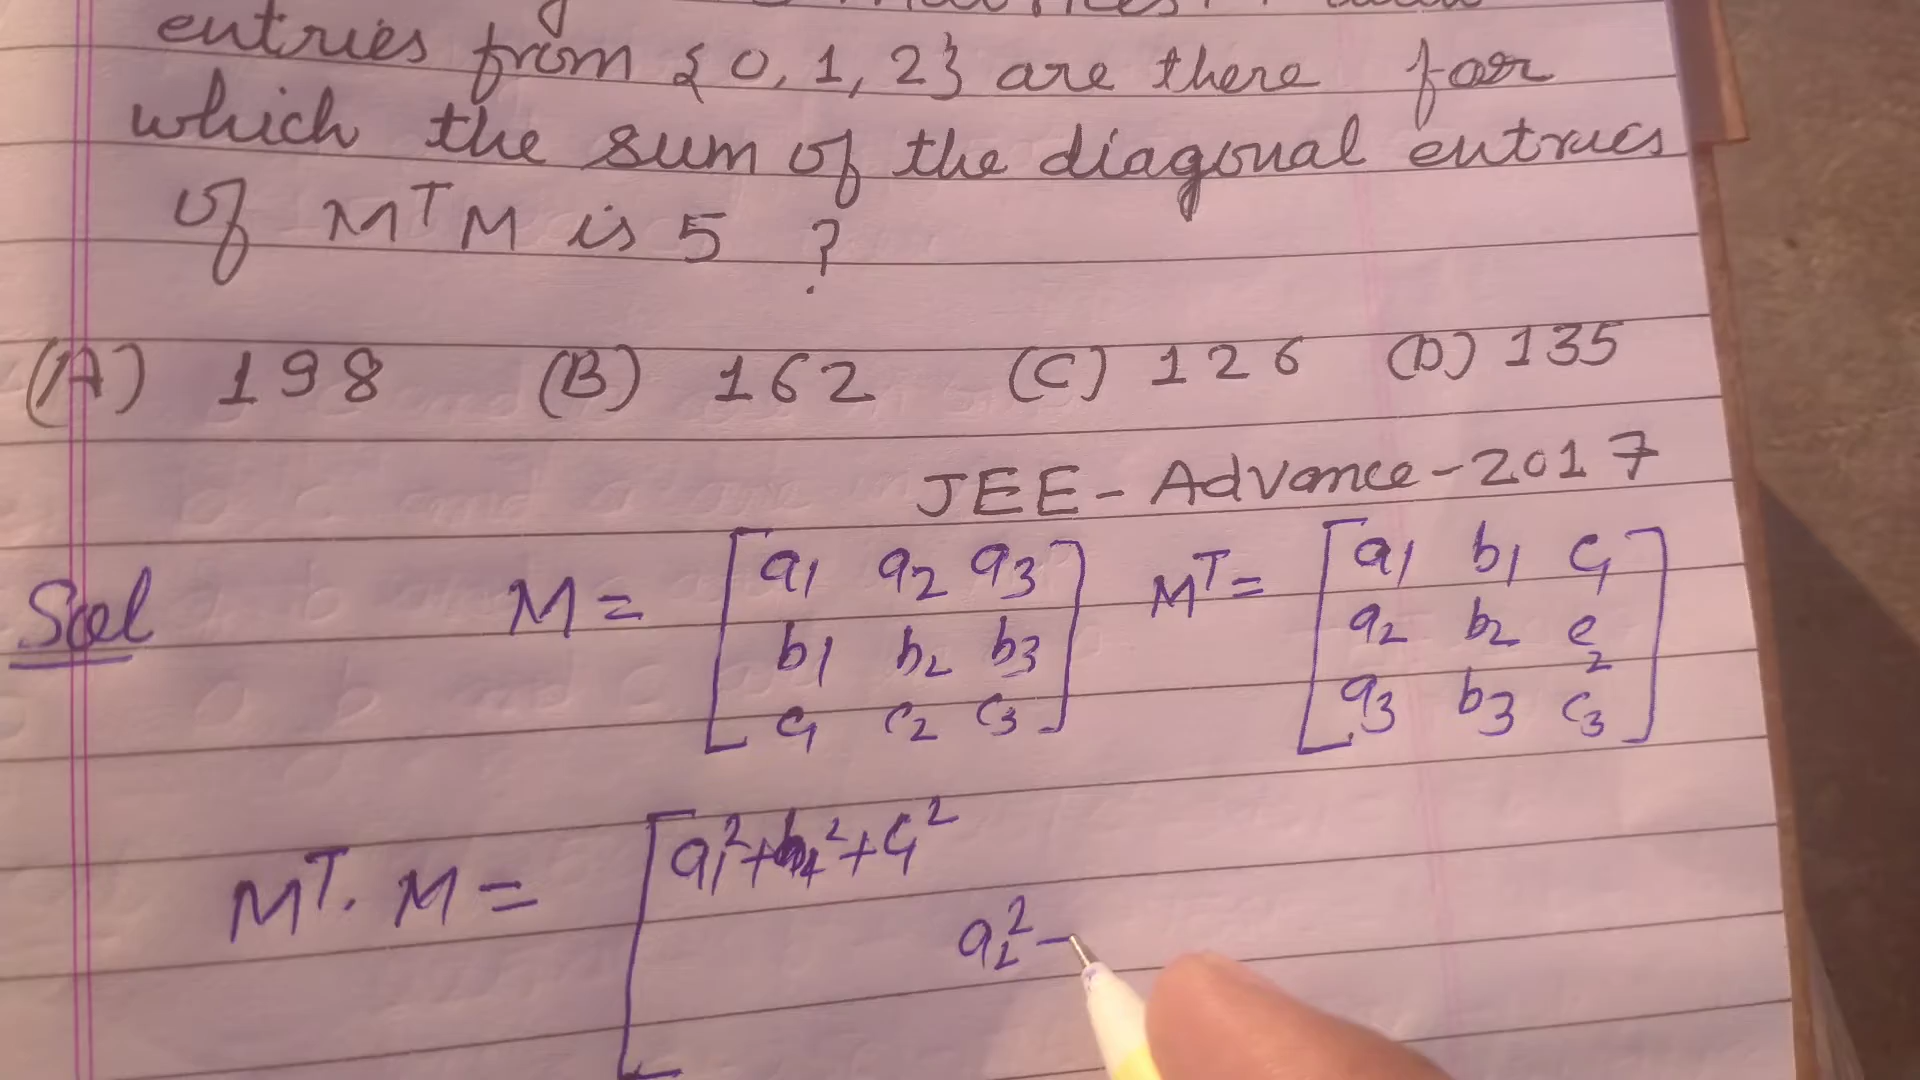 entries from {0, 1, 2} are there for
which the sum of the diagonal entries
of Mᵀ M is 5 ?
(A) 198 (B) 162 (C) 126 (D) 135
JEE - Advance - 2017
Sol M = [a₁ a₂ a₃ Mᵀ = [a₁ b₁ c₁
b₁ b₂ b₃ a₂ b₂ c₂
c₁ c₂ c₃] a₃ b₃ c₃]
Mᵀ. M = [a₁² + b₁² + c₁²
a₂² -